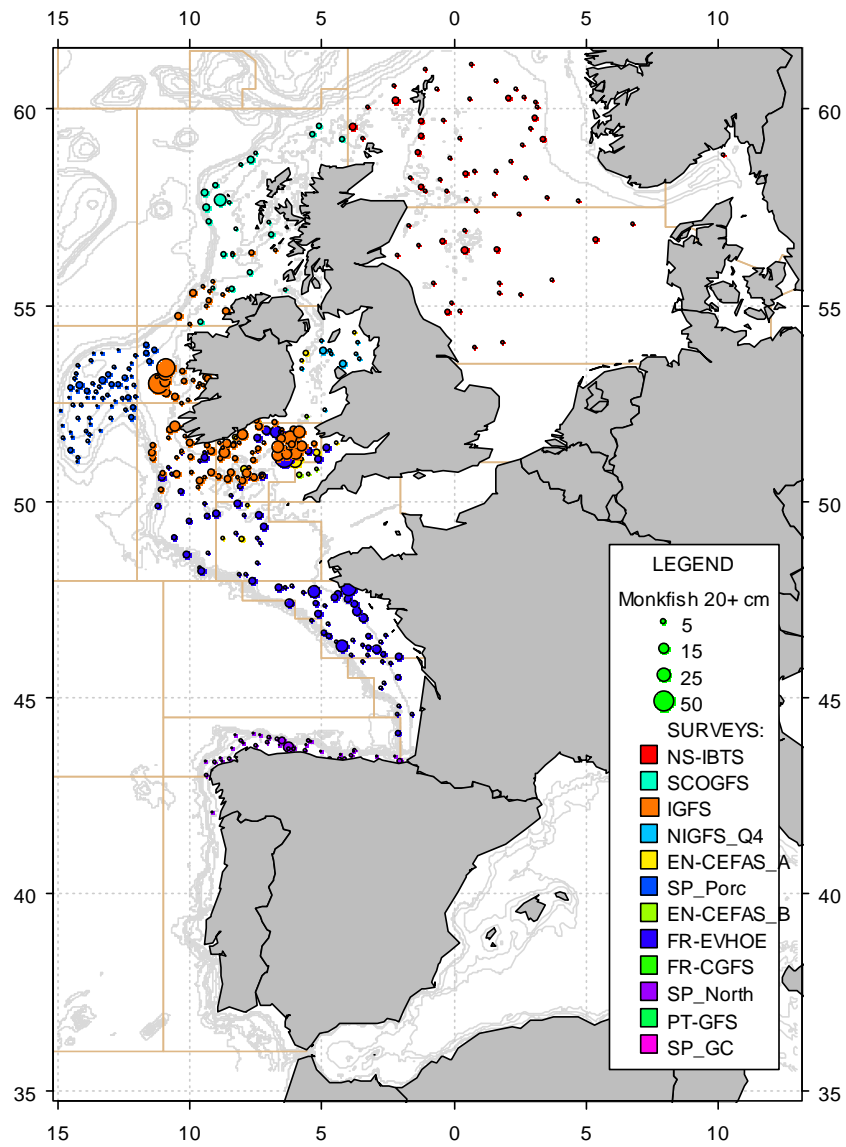 15 10 5 0 5 10
60 60
55 55
50 50
LEGEND
Monkfish 20+ cm
5
15
25
50
45 45
SURVEYS:
NS-IBTS
SCOGFS
IGFS
NIGFS_Q4
EN-CEFAS_A
SP_Porc
40 40
EN-CEFAS_B
FR-EVHOE
FR-CGFS
SP_North
PT-GFS
SP_GC
35 35
15 10 5 0 5 10